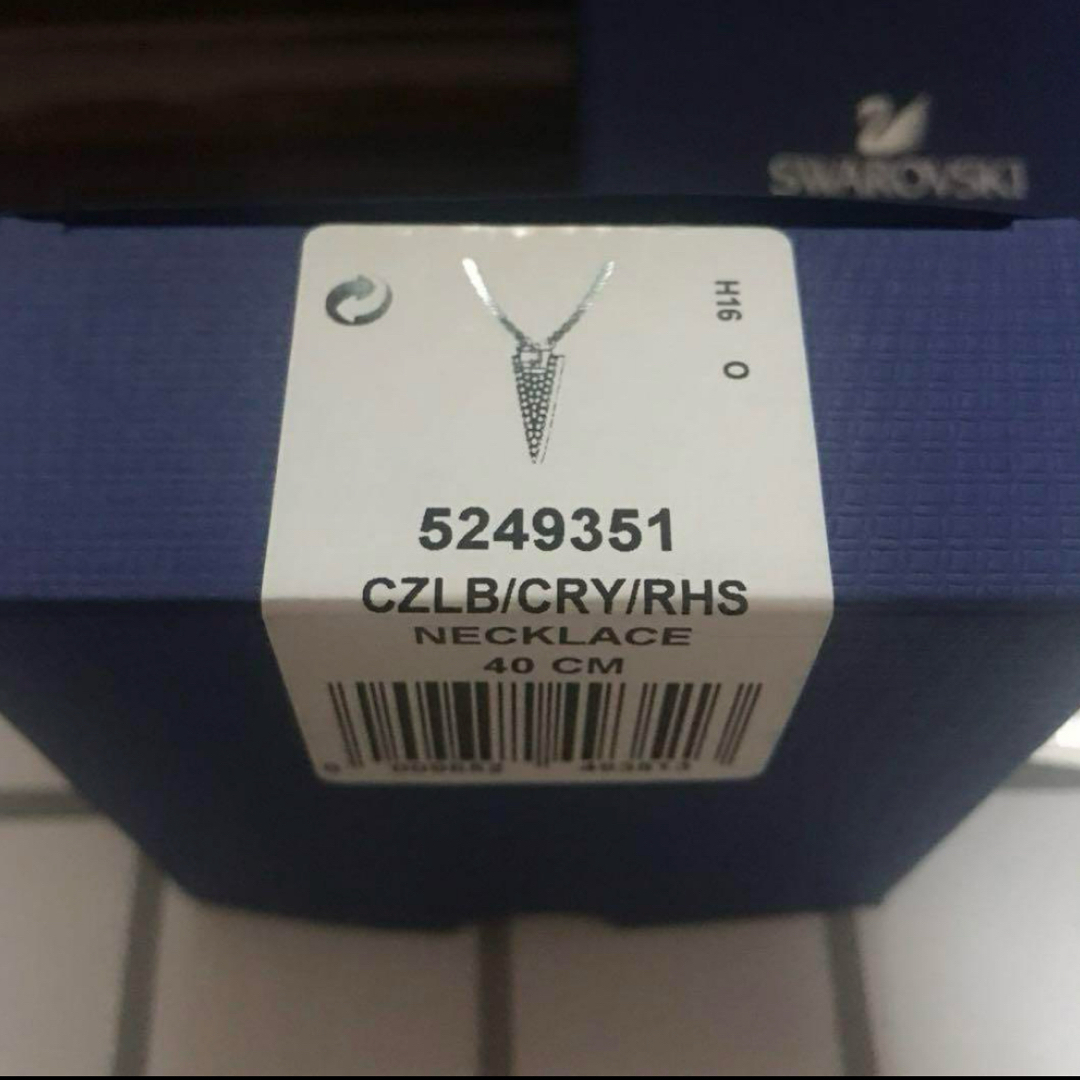 SWAROVSKI
H16 O
5249351
CZLB/CRY/RHS
NECKLACE
40 CM